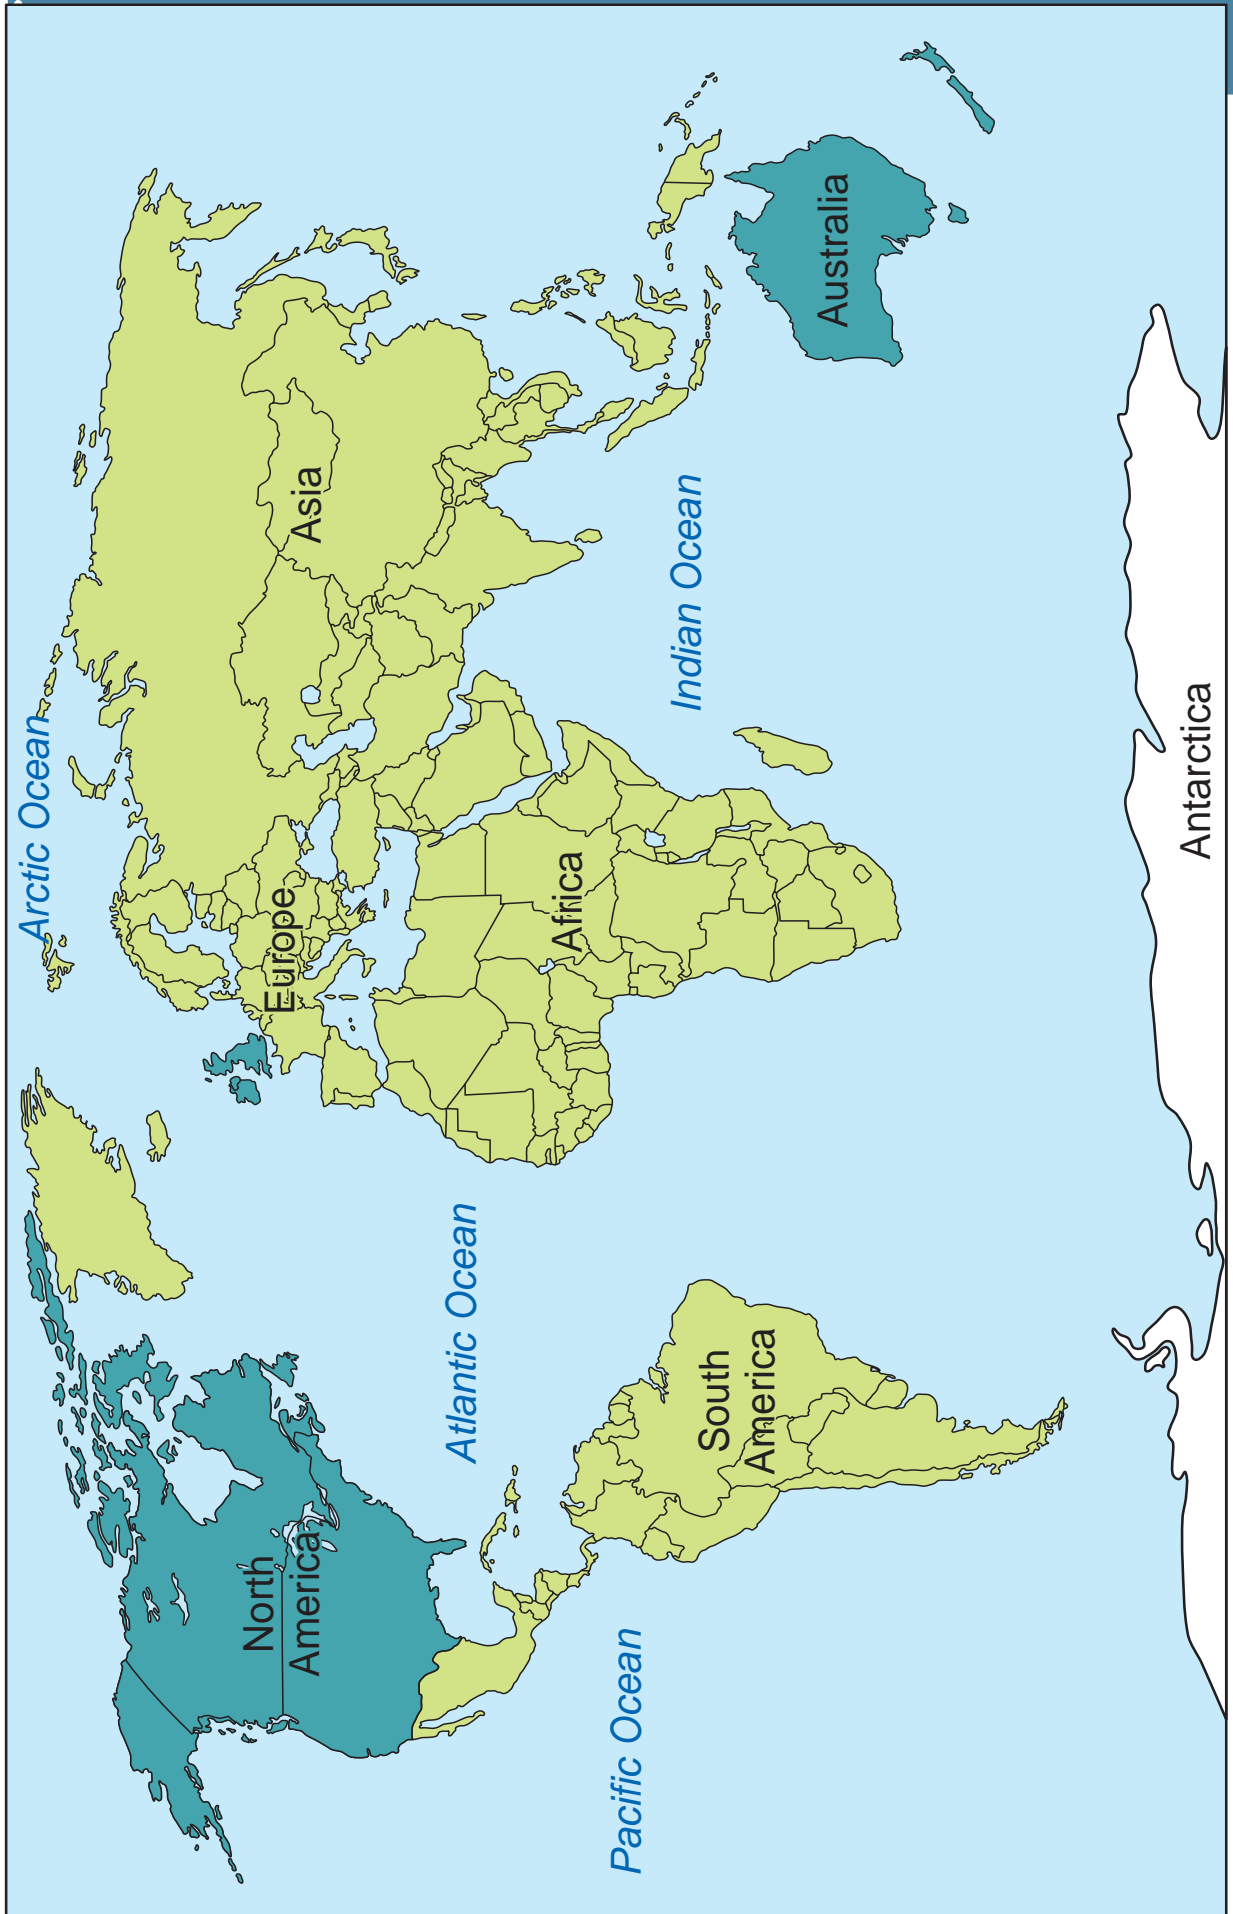 Arctic Ocean
North
America
Europe
Asia
Atlantic Ocean
Africa
Pacific Ocean
South
America
Indian Ocean
Australia
Antarctica